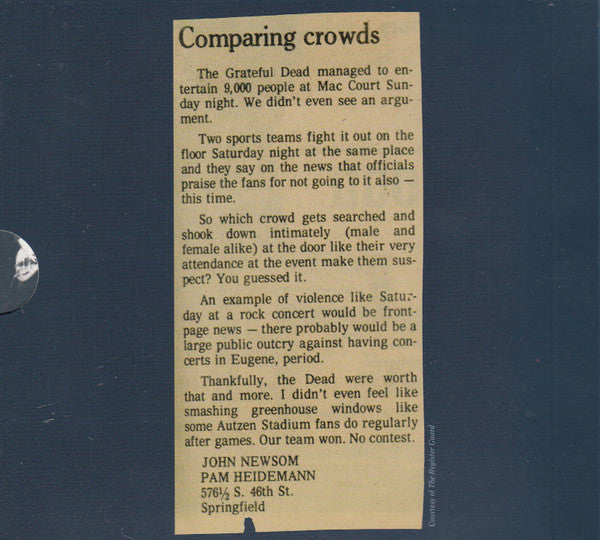 Comparing crowds
The Grateful Dead managed to en-
tertain 9,000 people at Mac Court Sun-
day night. We didn't even see an argu-
ment.
Two sports teams fight it out on the
floor Saturday night at the same place
and they say on the news that officials
praise the fans for not going to it also —
this time.
So which crowd gets searched and
shook down intimately (male and
female alike) at the door like their very
attendance at the event make them sus-
pect? You guessed it.
An example of violence like Satur-
day at a rock concert would be front-
page news — there probably would be a
large public outcry against having con-
certs in Eugene, period.
Thankfully, the Dead were worth
that and more. I didn't even feel like
smashing greenhouse windows like
some Autzen Stadium fans do regularly
after games. Our team won. No contest.
JOHN NEWSOM
PAM HEIDEMANN
576½ S. 46th St.
Springfield
Courtesy of The Register Guard